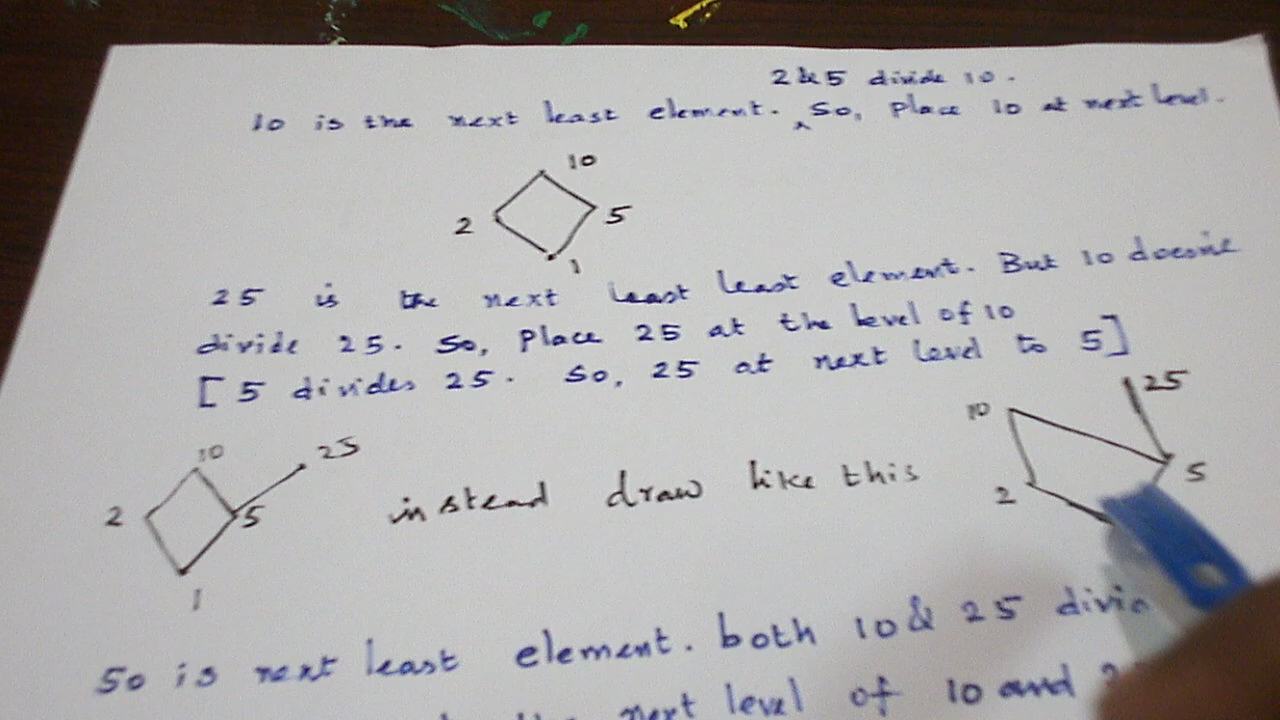 2 & 5 divide 10.
10 is the next least element. ^ So, Place 10 at next level.
10
2 5
1
25 is the next least least element. But 10 doesnt
divide 25. So, Place 25 at the level of 10
[ 5 divides 25. So, 25 at next level to 5]
10 25
2 5
1
instead draw like this
10 25
2 5
50 is next least element. both 10 & 25
next level of 10 and